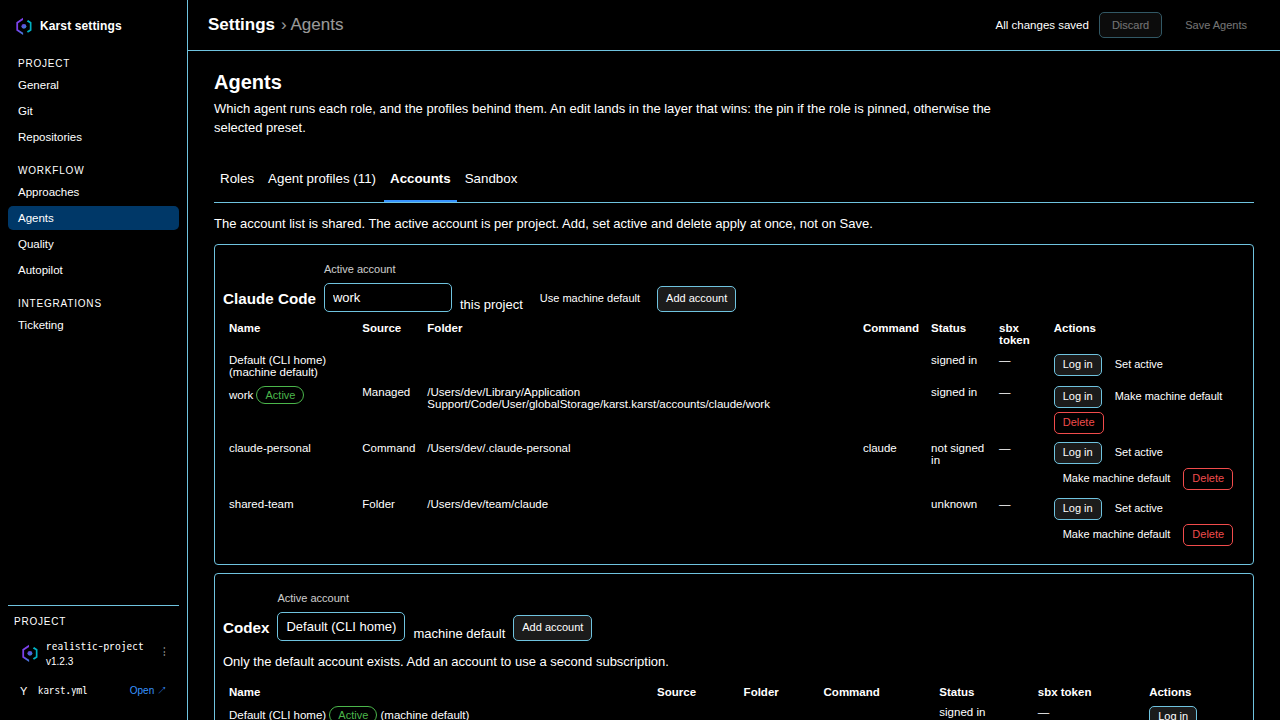 Karst settings
PROJECT
General
Git
Repositories
WORKFLOW
Approaches
Agents
Quality
Autopilot
INTEGRATIONS
Ticketing
PROJECT
realistic-project
v1.2.3
Y karst.yml Open ↗
Settings › Agents
All changes saved Discard Save Agents
Agents
Which agent runs each role, and the profiles behind them. An edit lands in the layer that wins: the pin if the role is pinned, otherwise the
selected preset.
Roles Agent profiles (11) Accounts Sandbox
The account list is shared. The active account is per project. Add, set active and delete apply at once, not on Save.
Active account
Claude Code work this project Use machine default Add account
Name Source Folder Command Status sbx token Actions
Default (CLI home) (machine default) signed in — Log in Set active
work Active Managed /Users/dev/Library/Application Support/Code/User/globalStorage/karst.karst/accounts/claude/work signed in — Log in Make machine default
Delete
claude-personal Command /Users/dev/.claude-personal claude not signed in — Log in Set active
Make machine default Delete
shared-team Folder /Users/dev/team/claude unknown — Log in Set active
Make machine default Delete
Active account
Codex Default (CLI home) machine default Add account
Only the default account exists. Add an account to use a second subscription.
Name Source Folder Command Status sbx token Actions
Default (CLI home) Active (machine default) signed in — Log in